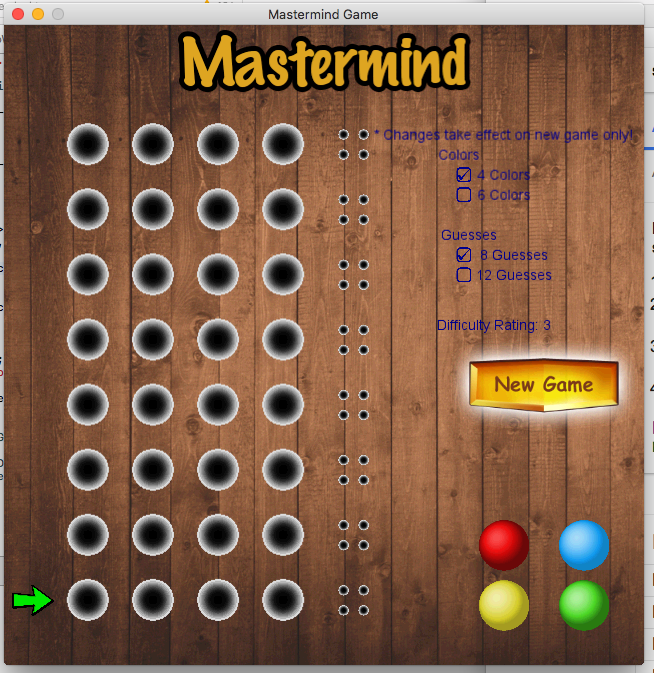 Mastermind Game
Mastermind
* Changes take effect on new game only!
Colors
4 Colors
6 Colors
Guesses
8 Guesses
12 Guesses
Difficulty Rating: 3
New Game